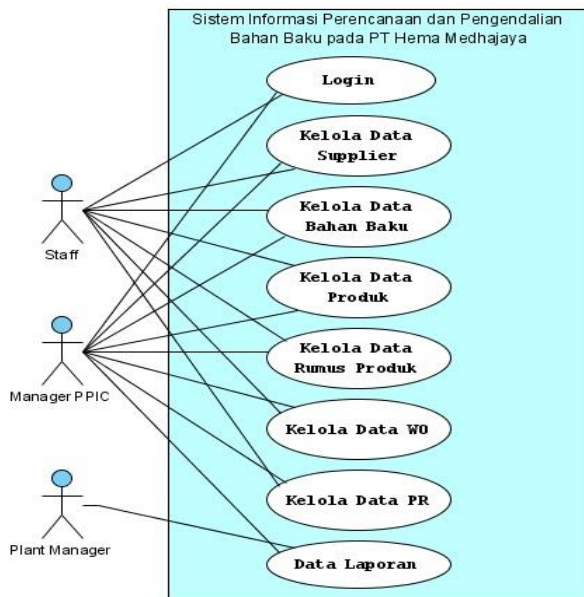 Sistem Informasi Perencanaan dan Pengendalian
Bahan Baku pada PT Hema Medhajaya
Login
Kelola Data
Supplier
Kelola Data
Bahan Baku
Staff
Kelola Data
Produk
Kelola Data
Rumus Produk
Manager PPIC
Kelola Data WO
Kelola Data PR
Plant Manager
Data Laporan